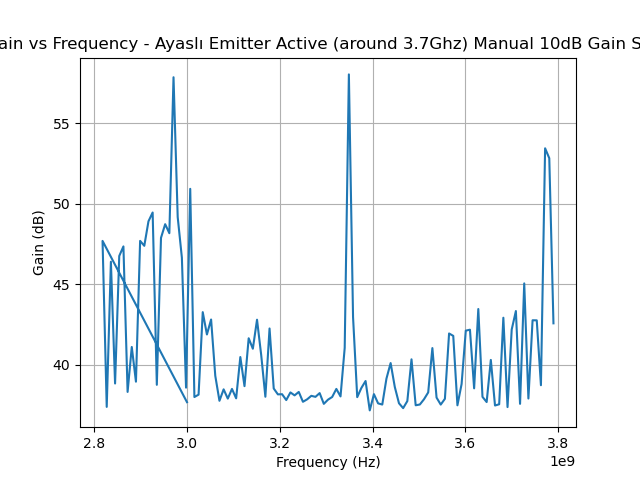 ain vs Frequency - Ayaslı Emitter Active (around 3.7Ghz) Manual 10dB Gain S
55
50
45
40
Gain (dB)
2.8 3.0 3.2 3.4 3.6 3.8
1e9
Frequency (Hz)